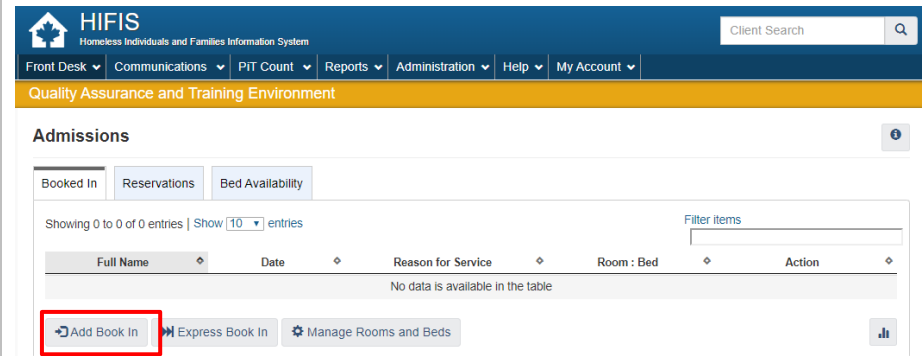 HIFIS
Homeless Individuals and Families Information System
Client Search
Front Desk Communications PiT Count Reports Administration Help My Account
Quality Assurance and Training Environment
Admissions
Booked In Reservations Bed Availability
Showing 0 to 0 of 0 entries | Show 10 entries
Filter items
Full Name Date Reason for Service Room : Bed Action
No data is available in the table
Add Book In Express Book In Manage Rooms and Beds